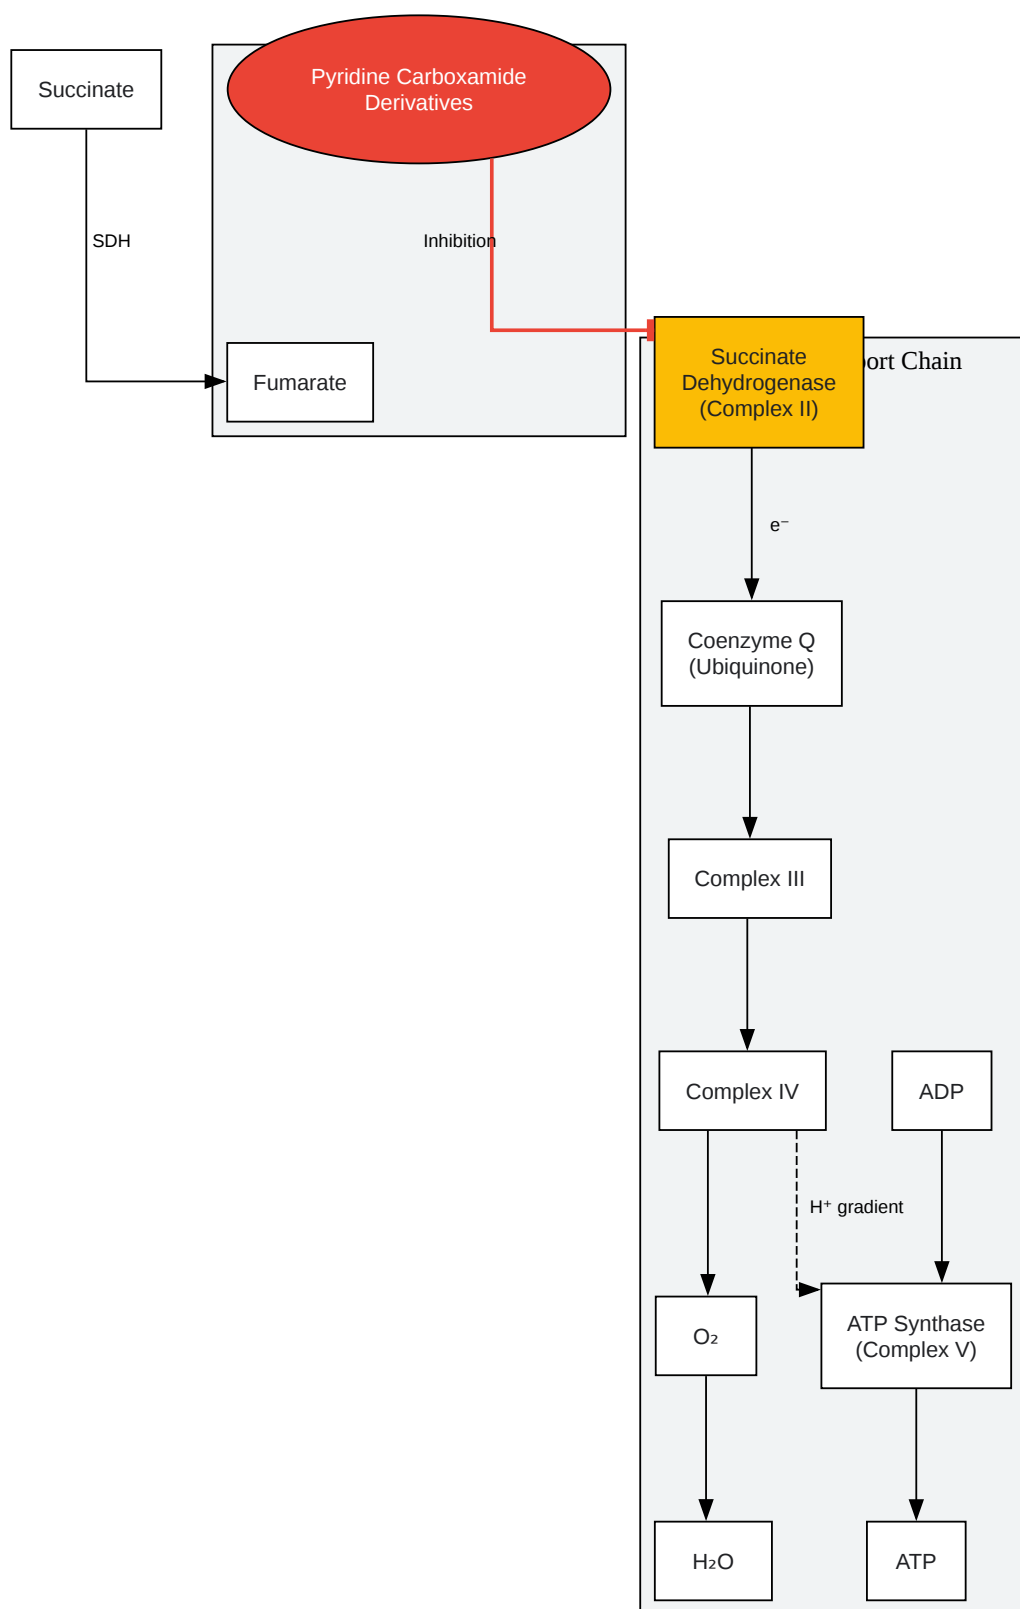 Succinate
Pyridine Carboxamide
Derivatives
SDH
Inhibition
Fumarate
Succinate
Dehydrogenase
(Complex II)
Chain
e⁻
Coenzyme Q
(Ubiquinone)
Complex III
Complex IV
ADP
H⁺ gradient
O₂
ATP Synthase
(Complex V)
H₂O
ATP